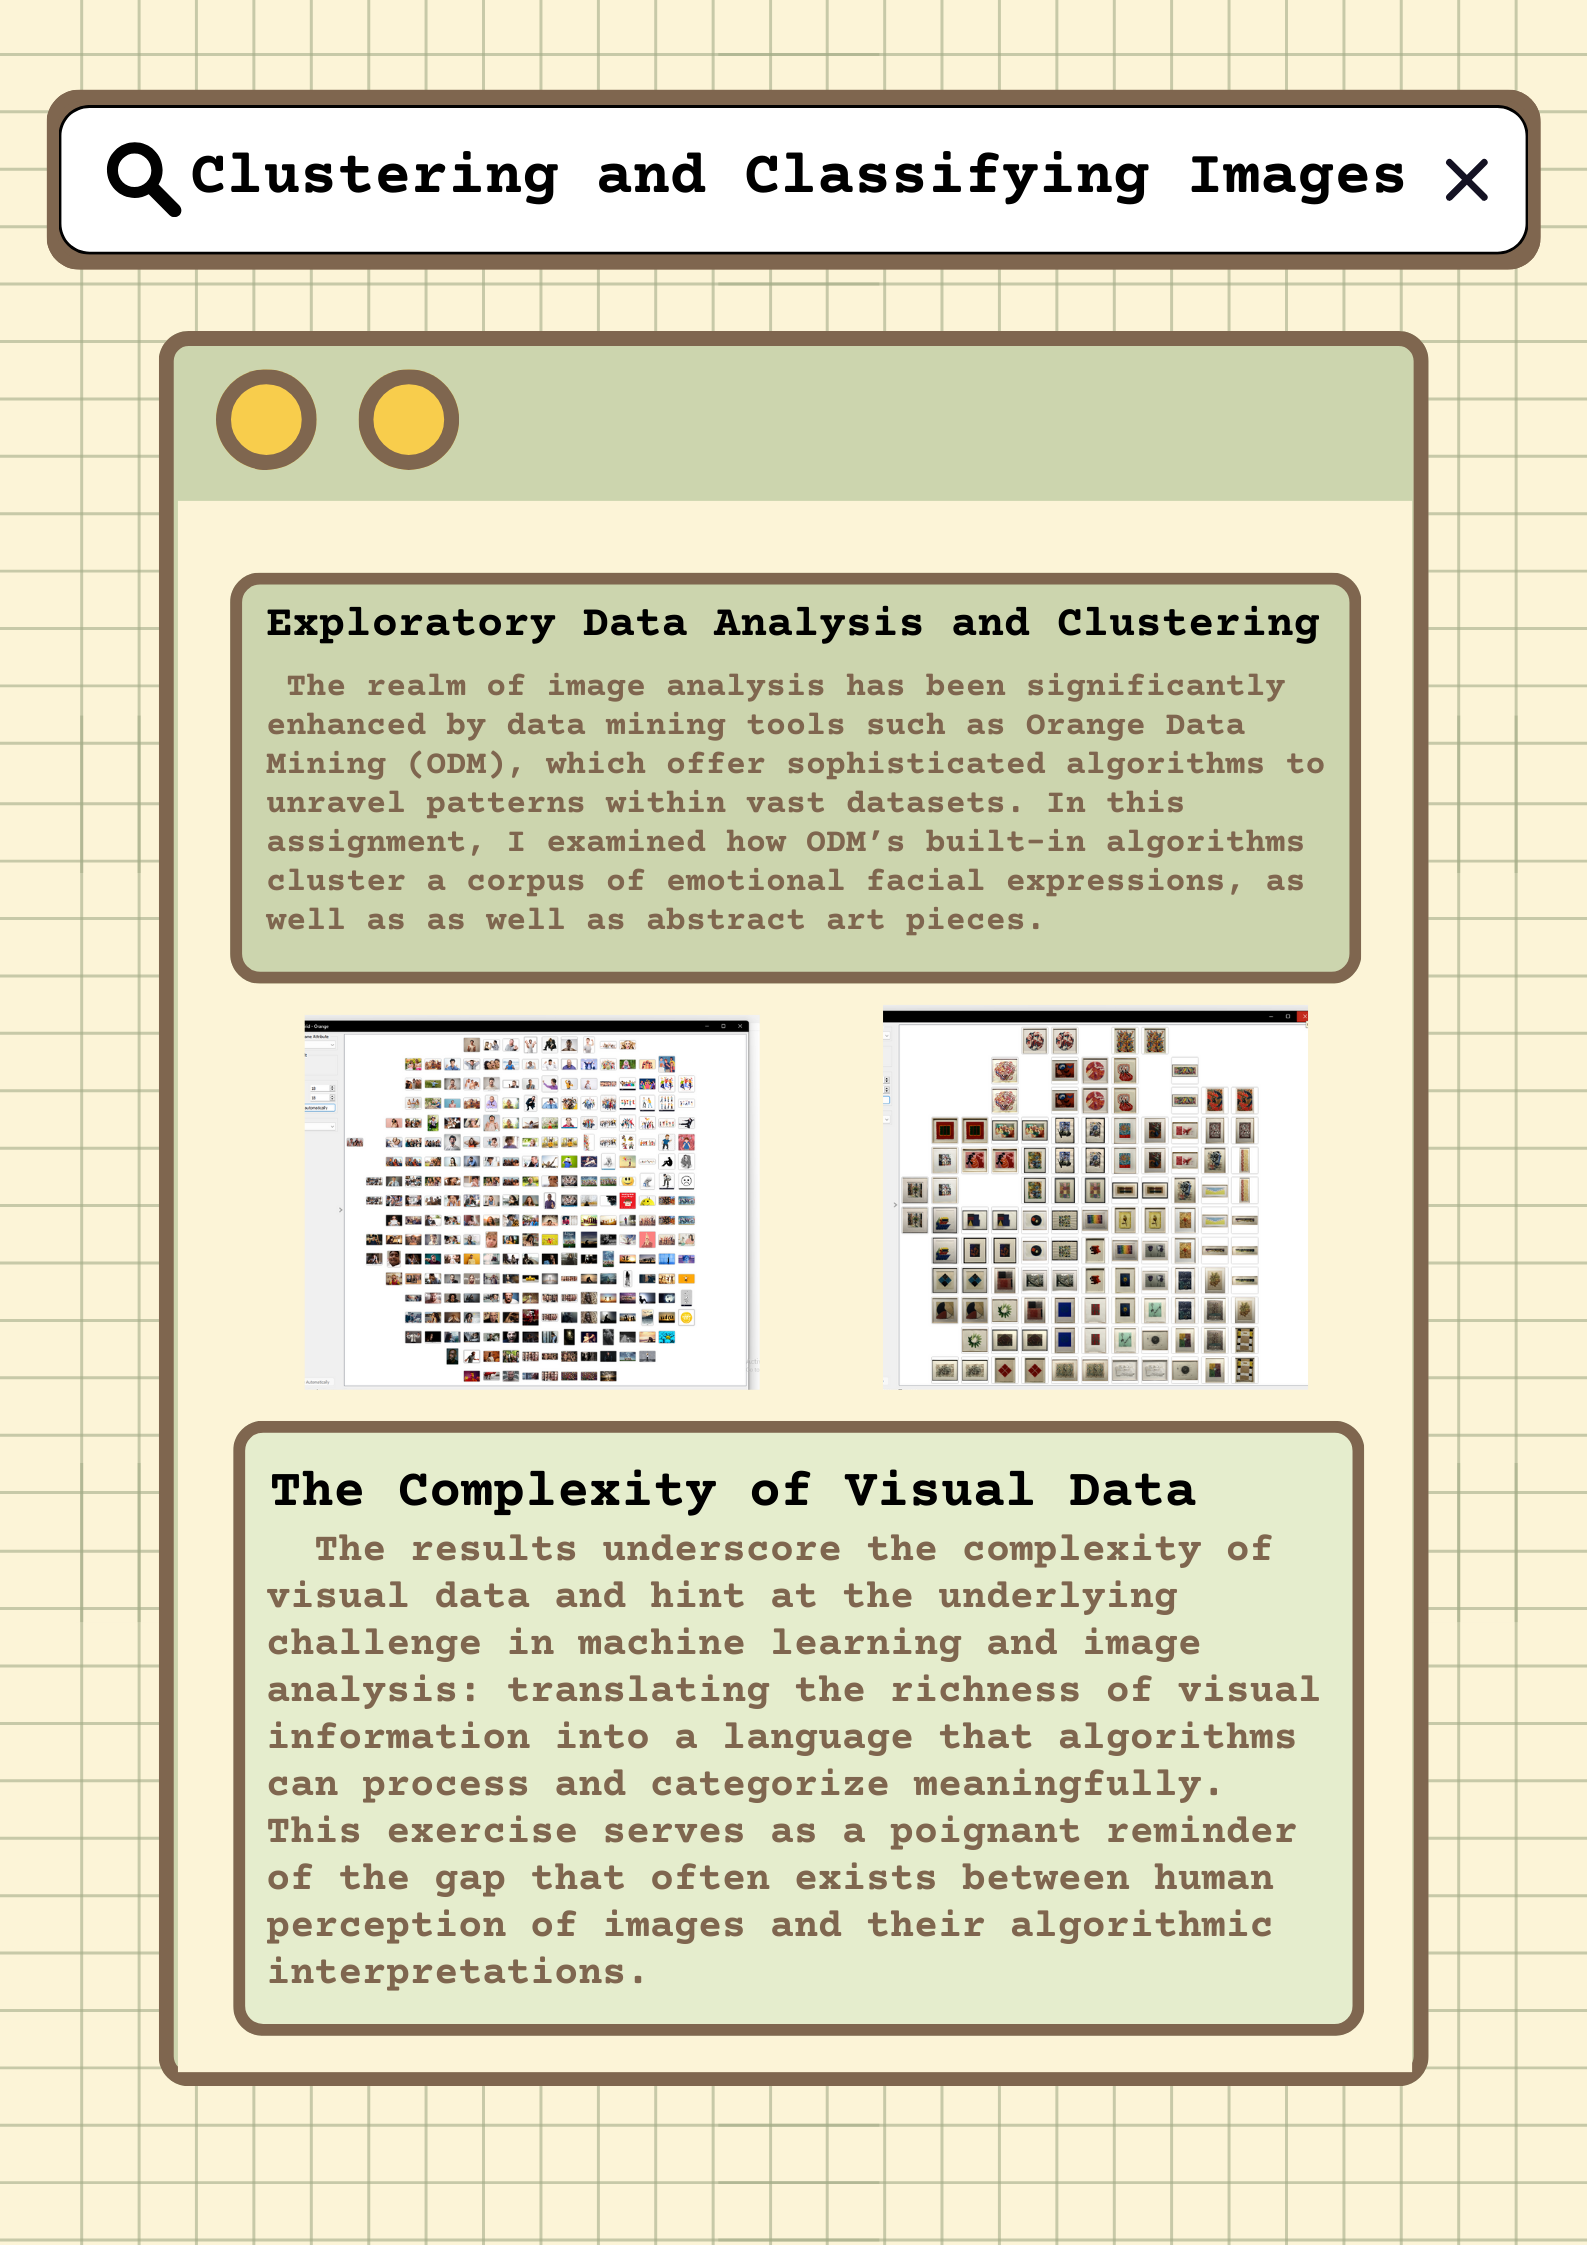 Clustering and Classifying Images
Exploratory Data Analysis and Clustering
The realm of image analysis has been significantly
enhanced by data mining tools such as Orange Data
Mining (ODM), which offer sophisticated algorithms to
unravel patterns within vast datasets. In this
assignment, I examined how ODM’s built-in algorithms
cluster a corpus of emotional facial expressions, as
well as as well as abstract art pieces.
The Complexity of Visual Data
The results underscore the complexity of
visual data and hint at the underlying
challenge in machine learning and image
analysis: translating the richness of visual
information into a language that algorithms
can process and categorize meaningfully.
This exercise serves as a poignant reminder
of the gap that often exists between human
perception of images and their algorithmic
interpretations.